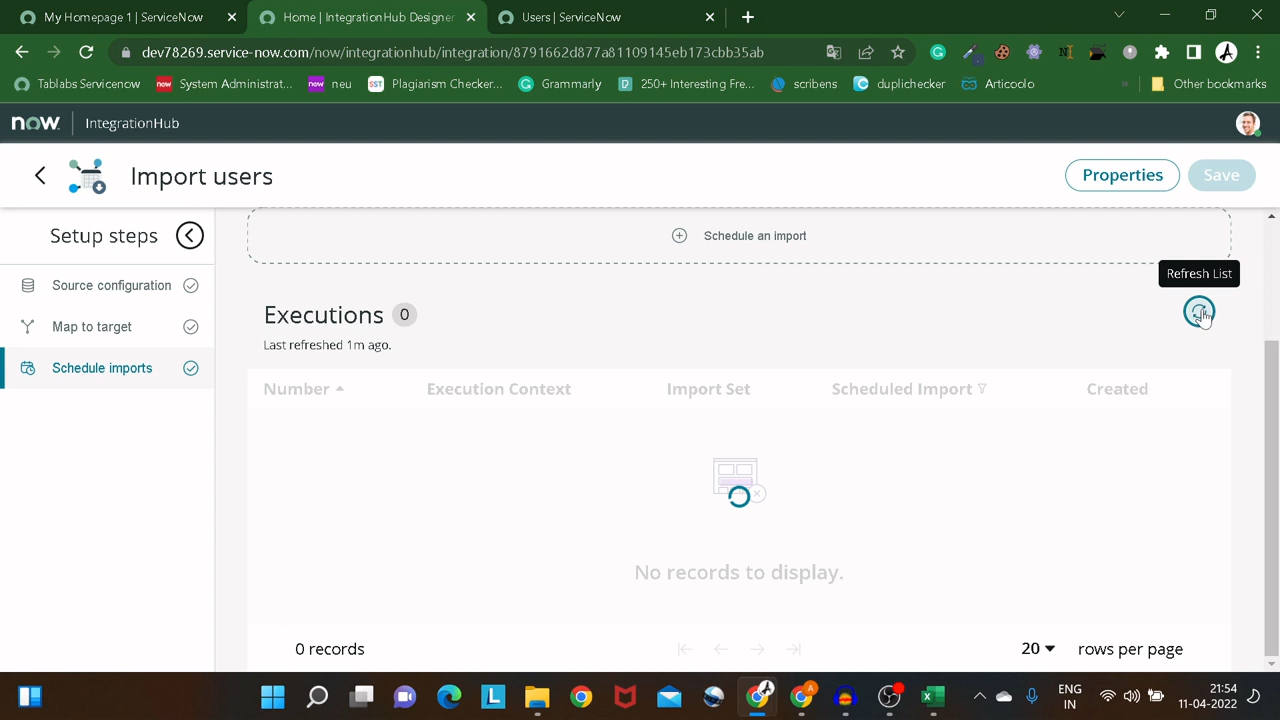 My Homepage 1 | ServiceNow
Home | IntegrationHub Designer
Users | ServiceNow
dev78269.service-now.com/now/integrationhub/integration/8791662d877a81109145eb173cbb35ab
Tablabs Servicenow
now
System Administrat...
now
neu
SST
Plagiarism Checker...
Grammarly
250+ Interesting Fre...
scribens
duplichecker
Articoolo
»
Other bookmarks
now
IntegrationHub
Import users
Properties
Save
Setup steps
Source configuration
Map to target
Schedule imports
Schedule an import
Refresh List
Executions 0
Last refreshed 1m ago.
Number
Execution Context
Import Set
Scheduled Import
Created
No records to display.
0 records
20
rows per page
ENG
IN
21:54
11-04-2022